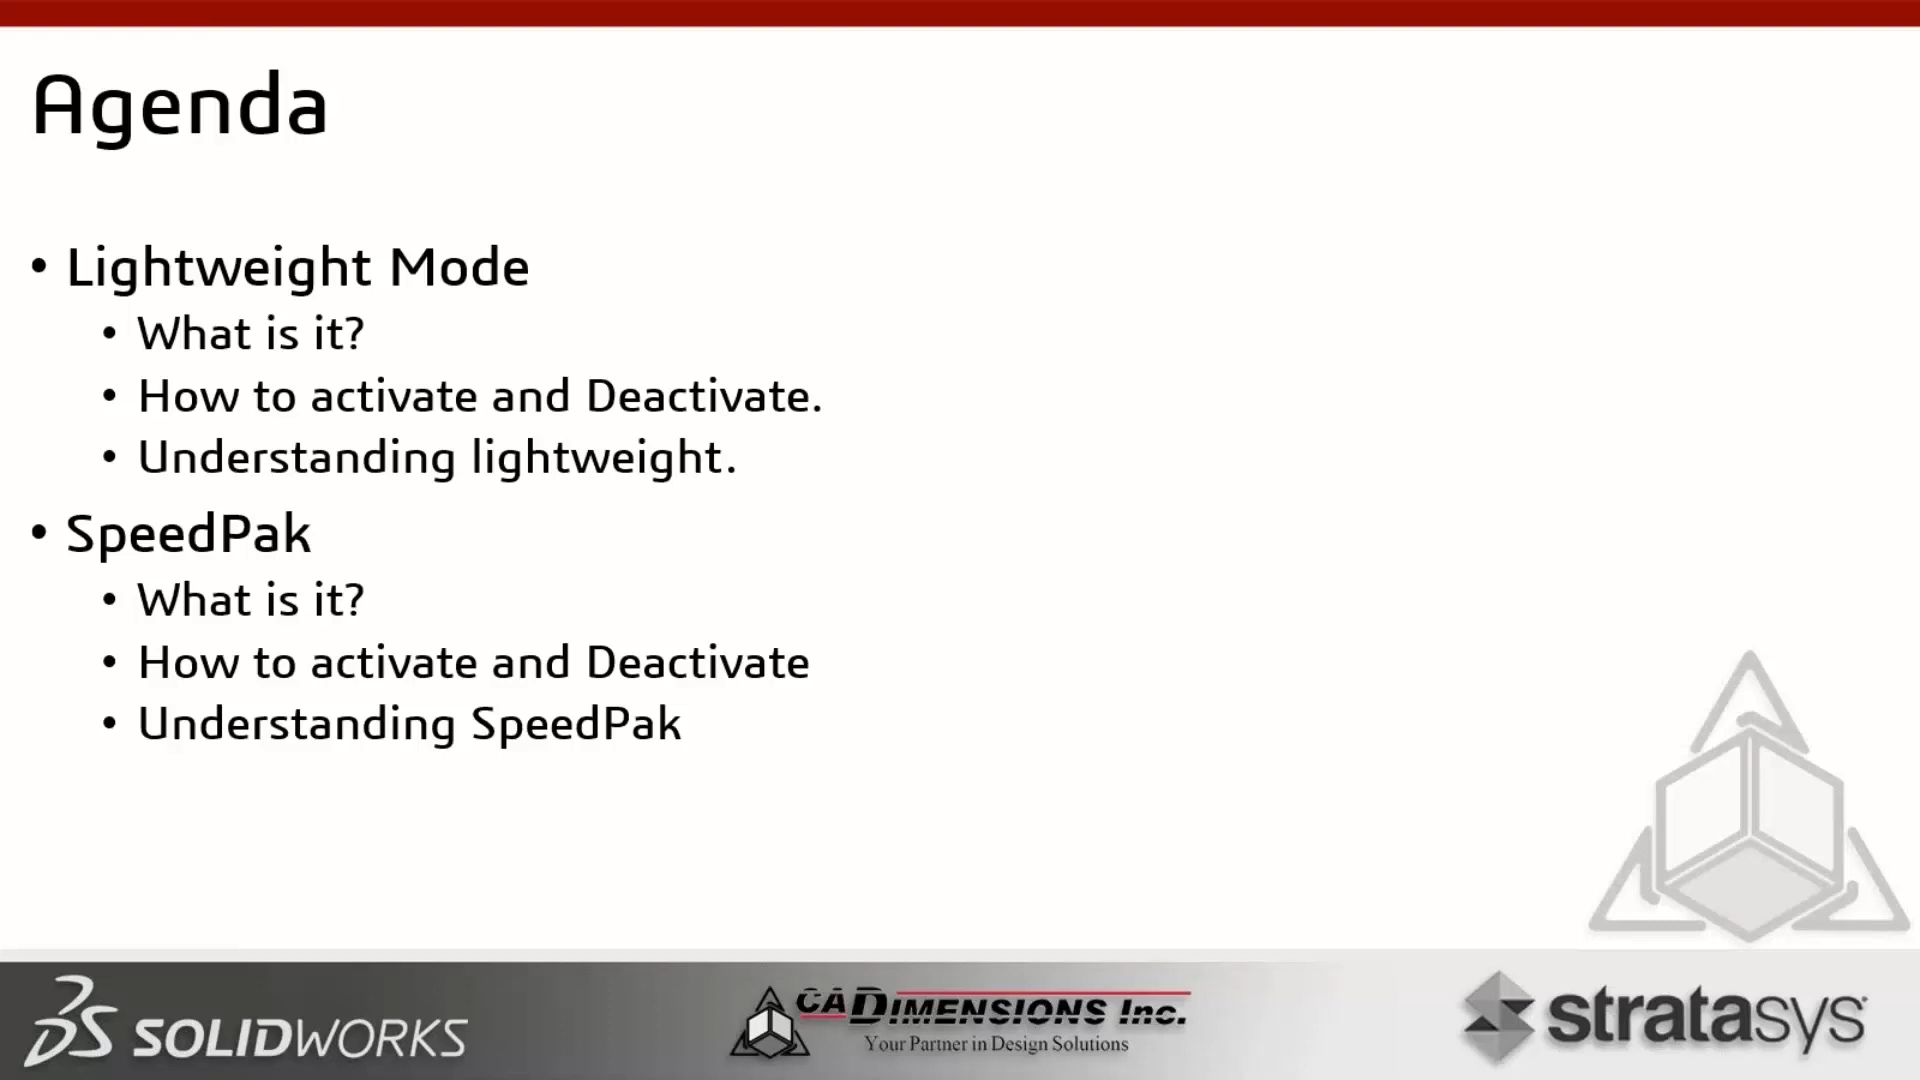 Agenda
• Lightweight Mode
• What is it?
• How to activate and Deactivate.
• Understanding lightweight.
• SpeedPak
• What is it?
• How to activate and Deactivate
• Understanding SpeedPak
SOLIDWORKS
CADIMENSIONS Inc.
Your Partner in Design Solutions
stratasys